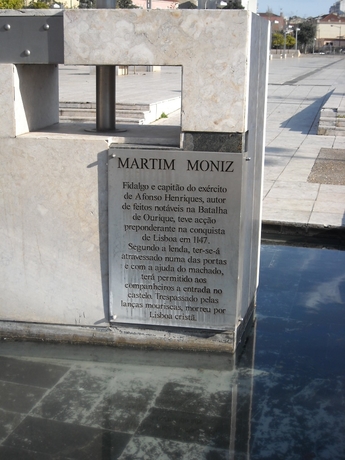 MARTIM MONIZ
Fidalgo e capitão do exército
de Afonso Henriques, autor
de feitos notáveis na Batalha
de Ourique, teve acção
preponderante na conquista
de Lisboa em 1147.
Segundo a lenda, ter-se-á
atravessado numa das portas
e com a ajuda do machado,
terá permitido aos
companheiros a entrada no
castelo. Trespassado pelas
lanças mouriscas, morreu por
Lisboa cristã.